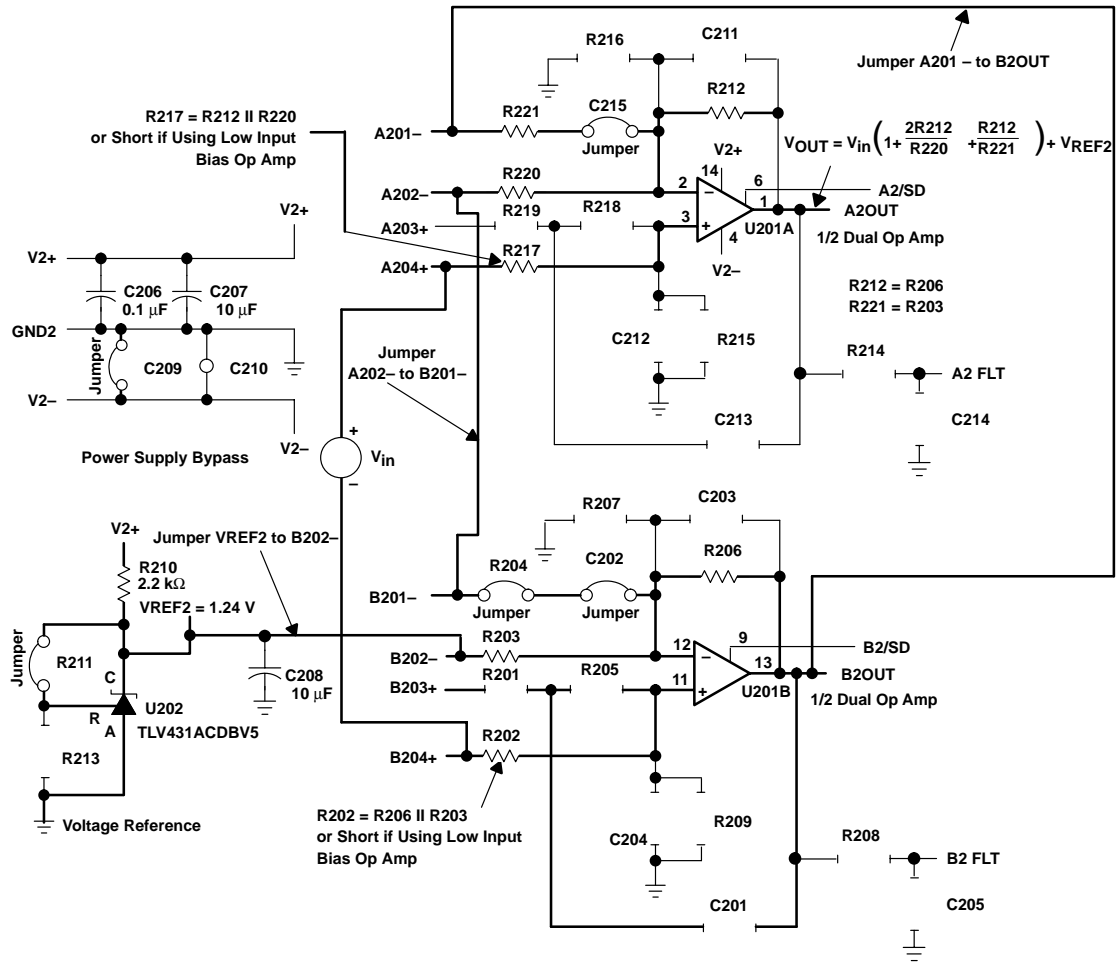 R216
C211
Jumper A201 – to B2OUT
R217 = R212 II R220
or Short if Using Low Input
Bias Op Amp
A201–
R221
C215
Jumper
R212
V2+
VOUT = Vin(1+ 2R212/R220 + R212/R221) + VREF2
A202–
R220
14
2
–
6
A2/SD
A203+
R219
R218
3
+
1
A2OUT
4
U201A
1/2 Dual Op Amp
A204+
R217
V2–
V2+
V2+
C206
0.1 μF
C207
10 μF
R212 = R206
R221 = R203
GND2
Jumper
C209
C210
Jumper
A202– to B201–
C212
R215
R214
A2 FLT
V2–
V2–
C213
C214
Power Supply Bypass
+
Vin
–
R207
C203
V2+
Jumper VREF2 to B202–
R210
2.2 kΩ
R204
C202
R206
VREF2 = 1.24 V
B201–
Jumper
Jumper
Jumper
R211
C208
10 μF
B202–
R203
12
–
9
B2/SD
C
B203+
R201
R205
11
+
13
B2OUT
U202
R
A
TLV431ACDBV5
U201B
1/2 Dual Op Amp
R213
B204+
R202
Voltage Reference
R202 = R206 II R203
or Short if Using Low Input
Bias Op Amp
C204
R209
R208
B2 FLT
C201
C205